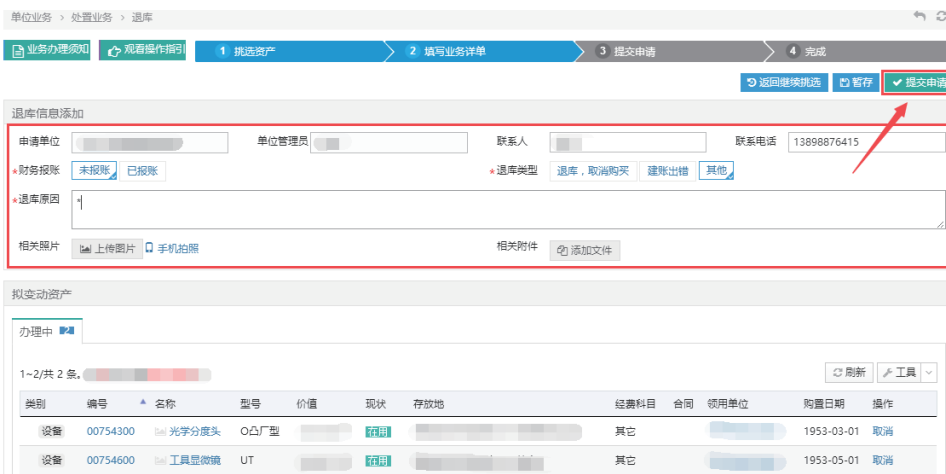 单位业务 > 处置业务 > 退库
业务办理须知 观看操作指引 1 挑选资产 2 填写业务详单 3 提交申请 4 完成
返回继续挑选 暂存 提交申请
退库信息添加
申请单位 单位管理员 联系人 联系电话 13898876415
*财务报账 未报账 已报账 *退库类型 退库，取消购买 建账出错 其他
*退库原因
相关照片 上传图片 手机拍照 相关附件 添加文件
拟变动资产
办理中 2
1~2/共 2 条。 刷新 工具
类别 编号 名称 型号 价值 现状 存放地 经费科目 合同 领用单位 购置日期 操作
设备 00754300 光学分度头 O凸厂型 在用 其它 1953-03-01 取消
设备 00754600 工具显微镜 UT 在用 其它 1953-05-01 取消